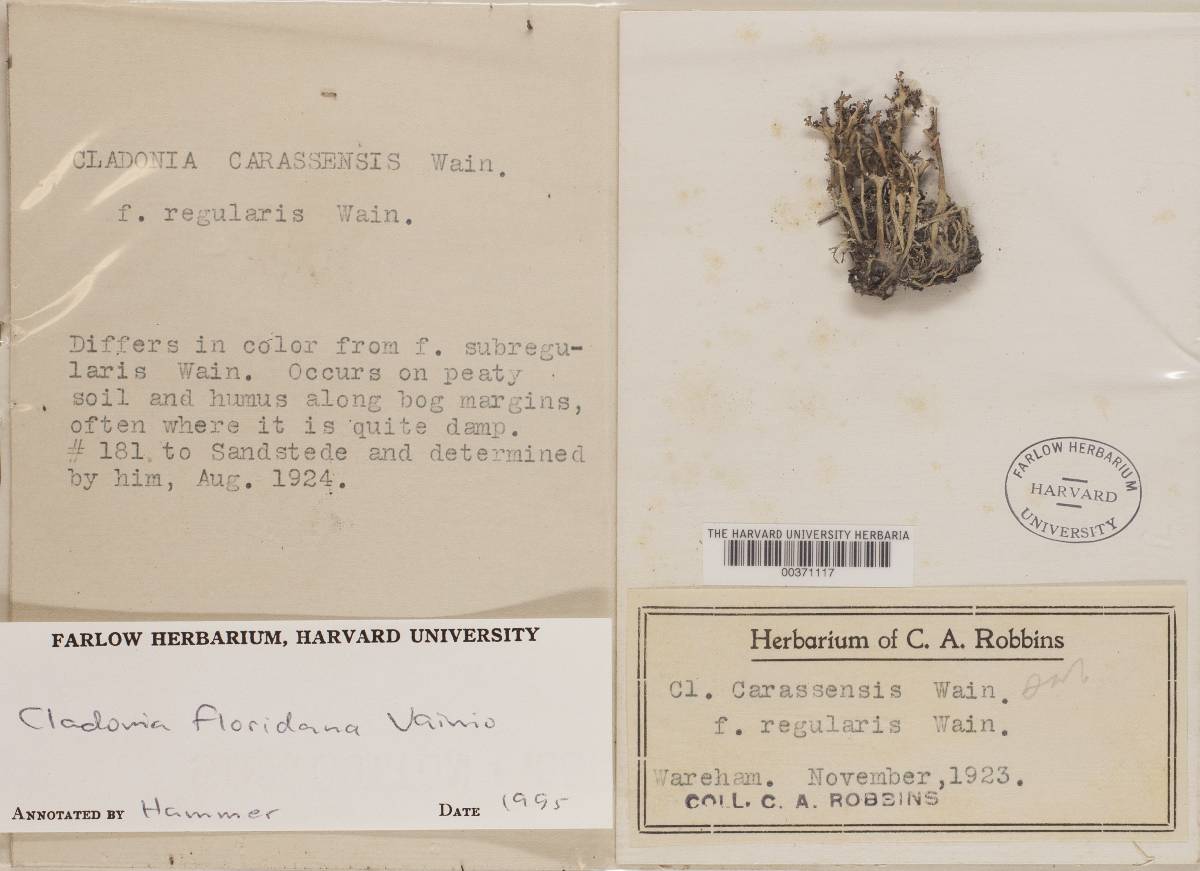 CLADONIA CARASSENSIS Wain.
f. regularis Wain.
Differs in color from f. subregu-
laris Wain. Occurs on peaty
soil and humus along bog margins,
often where it is quite damp.
# 181 to Sandstede and determined
by him, Aug. 1924.
FARLOW HERBARIUM, HARVARD UNIVERSITY
Cladonia floridana Vainio
ANNOTATED BY Hammer DATE 1995
FARLOW HERBARIUM
HARVARD
UNIVERSITY
THE HARVARD UNIVERSITY HERBARIA
00371117
Herbarium of C. A. Robbins
Cl. Carassensis Wain.
f. regularis Wain.
Wareham. November,1923.
COLL. C. A. ROBBINS